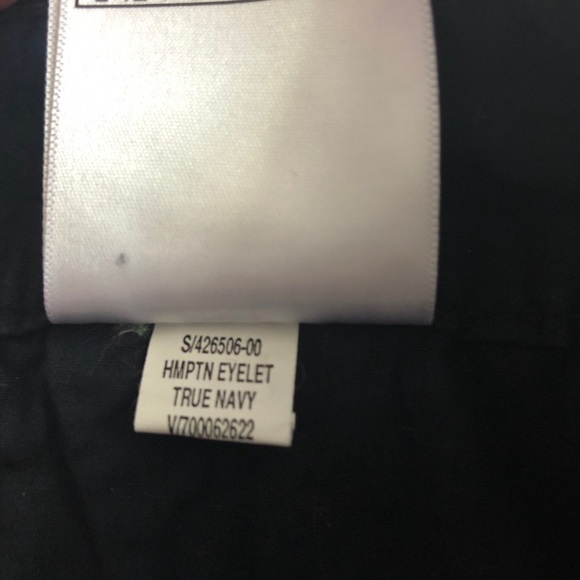 S/426506-00
HMPTN EYELET
TRUE NAVY
V/700062622